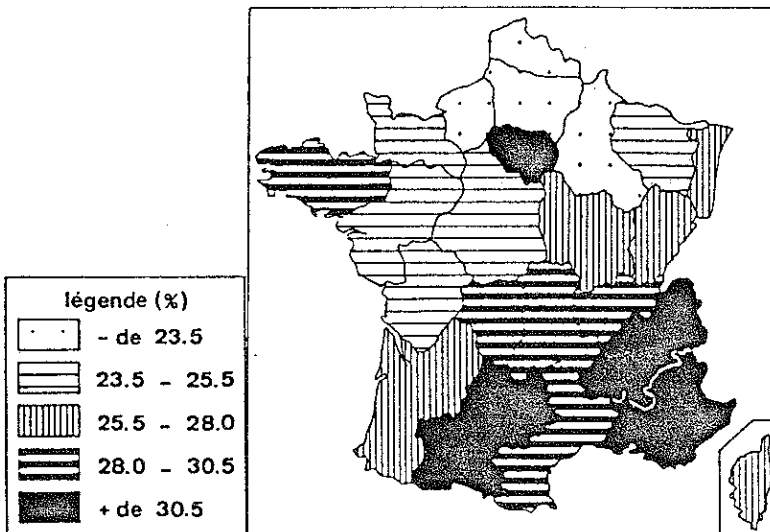 légende (%)
- de 23.5
23.5 - 25.5
25.5 - 28.0
28.0 - 30.5
+ de 30.5